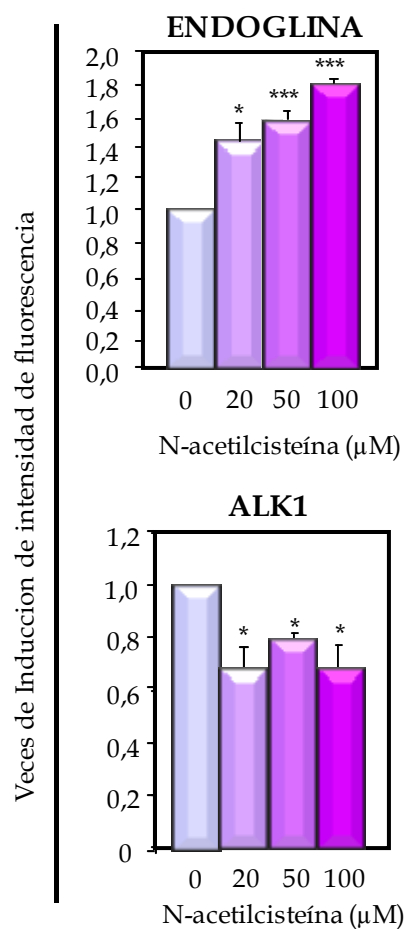 Veces de Induccion de intensidad de fluorescencia
ENDOGLINA
2,0
1,8
1,6
1,4
1,2
1,0
0,8
0,6
0,4
0,2
0,0
* *** ***
0 20 50 100
N-acetilcisteína (µM)
ALK1
1,2
1,0
0,8
0,6
0,4
0,2
0
* * *
0 20 50 100
N-acetilcisteína (µM)